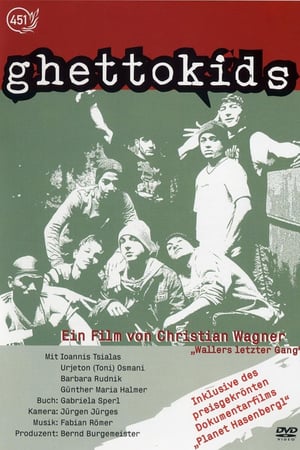 451
ghettokids
Ein Film von Christian Wagner
„Wallers letzter Gang“
Mit Ioannis Tsialas
Urjeton (Toni) Osmani
Barbara Rudnik
Günther Maria Halmer
Buch: Gabriela Sperl
Kamera: Jürgen Jürges
Musik: Fabian Römer
Produzent: Bernd Burgemeister
Inklusive des
preisgekrönten
Dokumentarfilms
„Planet Hasenbergl“
DVD
VIDEO